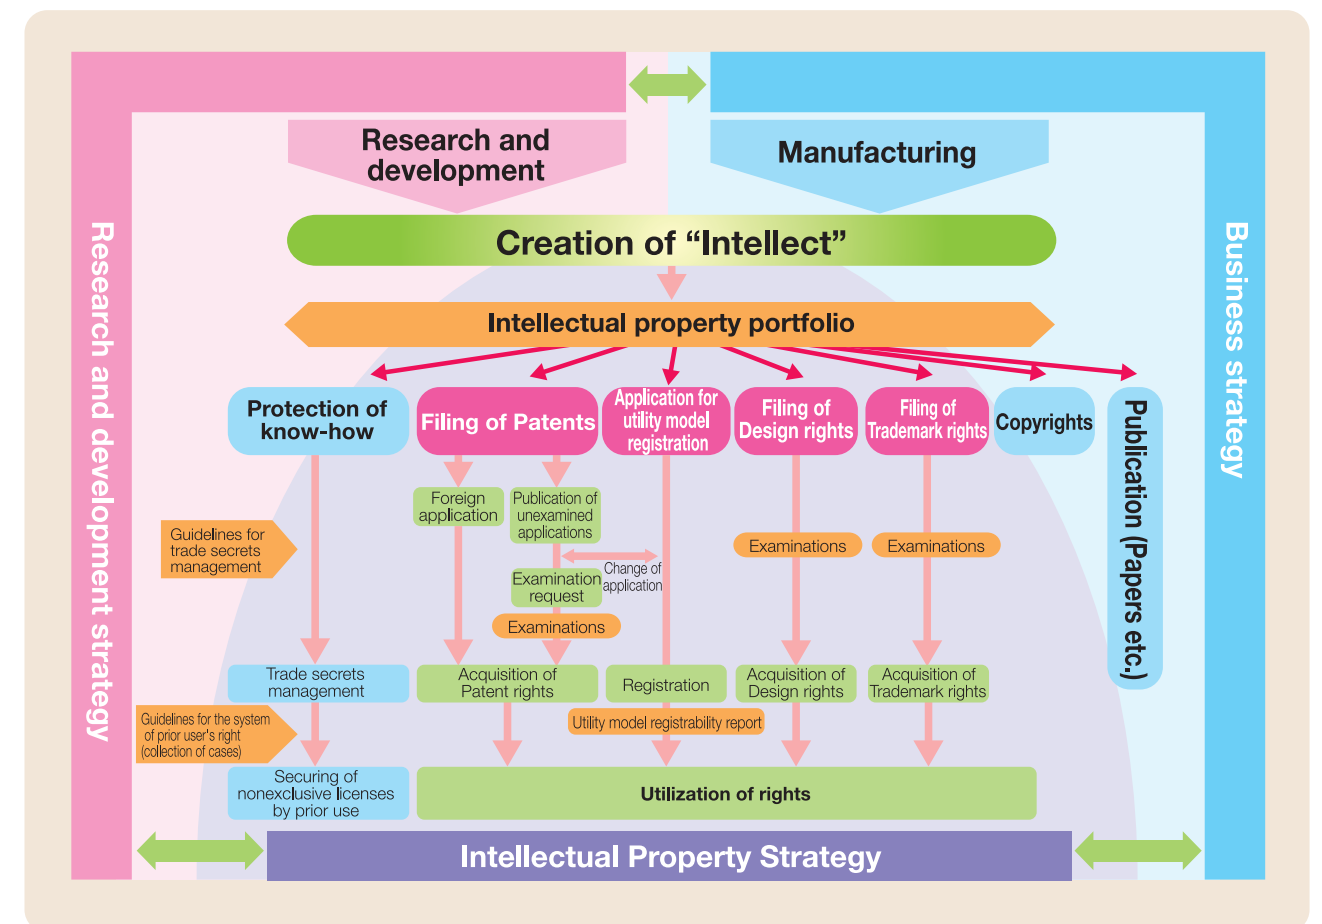 Research and
development
Manufacturing
Creation of “Intellect”
Intellectual property portfolio
Research and development strategy
Business strategy
Protection of
know-how
Filing of Patents
Application for
utility model
registration
Filing of
Design rights
Filing of
Trademark rights
Copyrights
Publication (Papers etc.)
Foreign
application
Publication of
unexamined
applications
Guidelines for
trade secrets
management
Examinations
Examinations
Change of
application
Examination
request
Examinations
Trade secrets
management
Acquisition of
Patent rights
Registration
Acquisition of
Design rights
Acquisition of
Trademark rights
Guidelines for the system
of prior user's right
(collection of cases)
Utility model registrability report
Securing of
nonexclusive licenses
by prior use
Utilization of rights
Intellectual Property Strategy